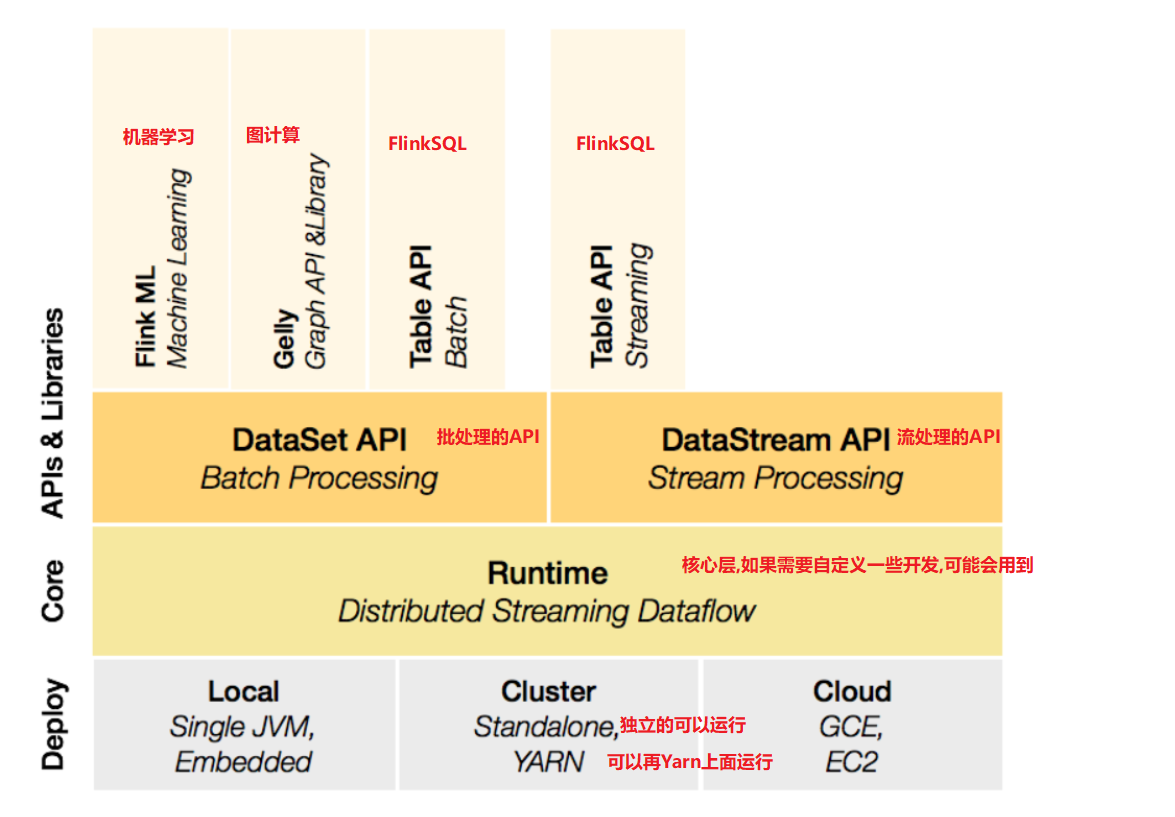 机器学习
图计算
FlinkSQL
FlinkSQL
Flink ML
Machine Learning
Gelly
Graph API &Library
Table API
Batch
Table API
Streaming
APIs & Libraries
DataSet API 批处理的API
Batch Processing
DataStream API 流处理的API
Stream Processing
Core
核心层,如果需要自定义一些开发,可能会用到
Runtime
Distributed Streaming Dataflow
Deploy
Local
Single JVM,
Embedded
Cluster
Standalone,独立的可以运行
YARN 可以再Yarn上面运行
Cloud
GCE,
EC2